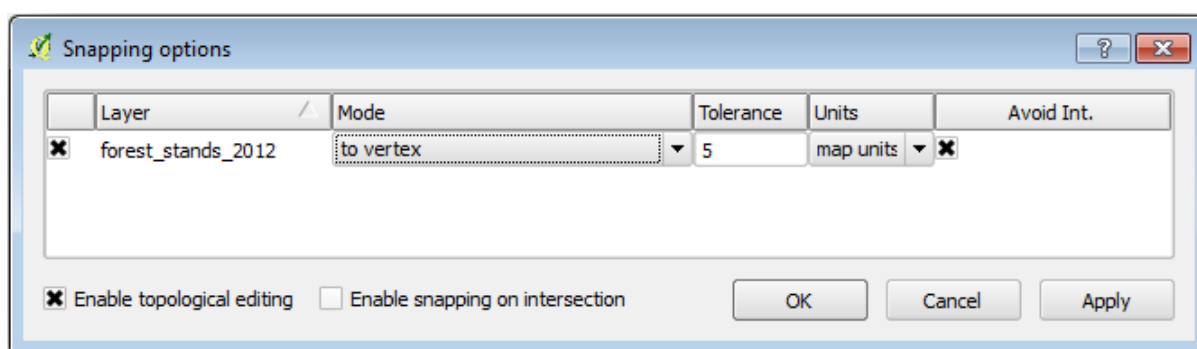 Snapping options
Layer Mode Tolerance Units Avoid Int.
forest_stands_2012 to vertex 5 map units
Enable topological editing Enable snapping on intersection OK Cancel Apply